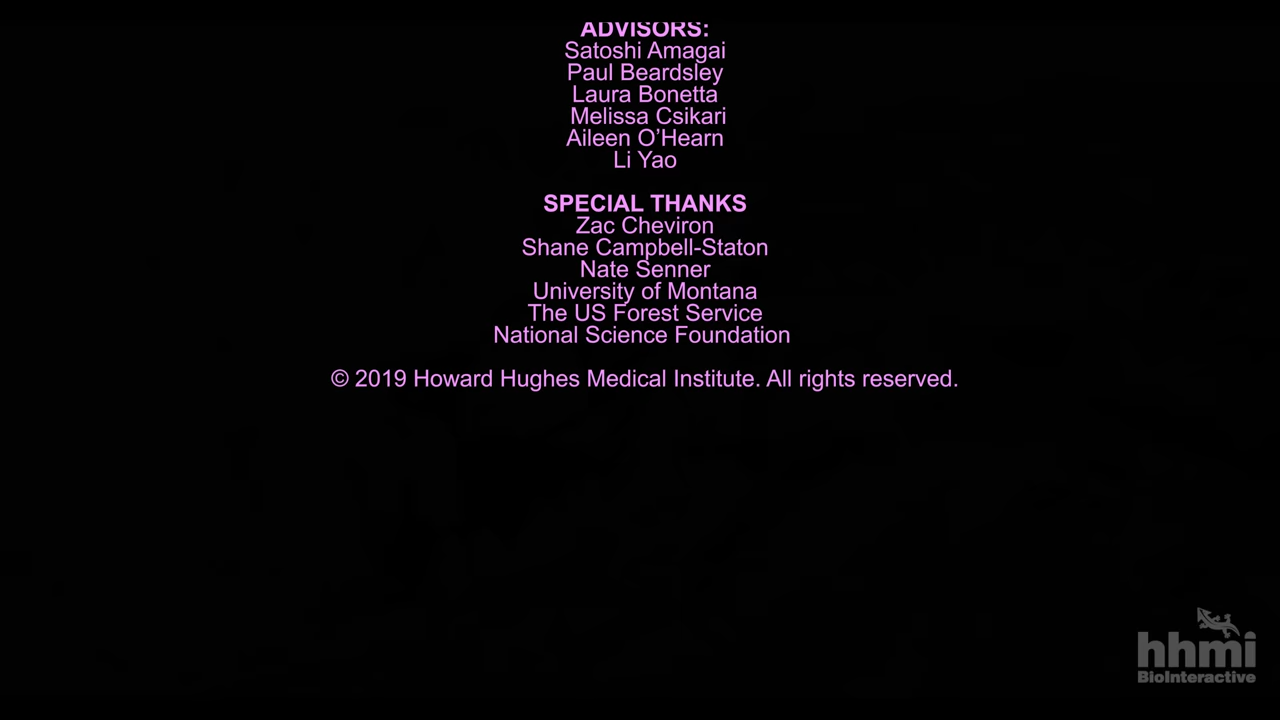 ADVISORS:
Satoshi Amagai
Paul Beardsley
Laura Bonetta
Melissa Csikari
Aileen O’Hearn
Li Yao
SPECIAL THANKS
Zac Cheviron
Shane Campbell-Staton
Nate Senner
University of Montana
The US Forest Service
National Science Foundation
© 2019 Howard Hughes Medical Institute. All rights reserved.
hhmi
BioInteractive